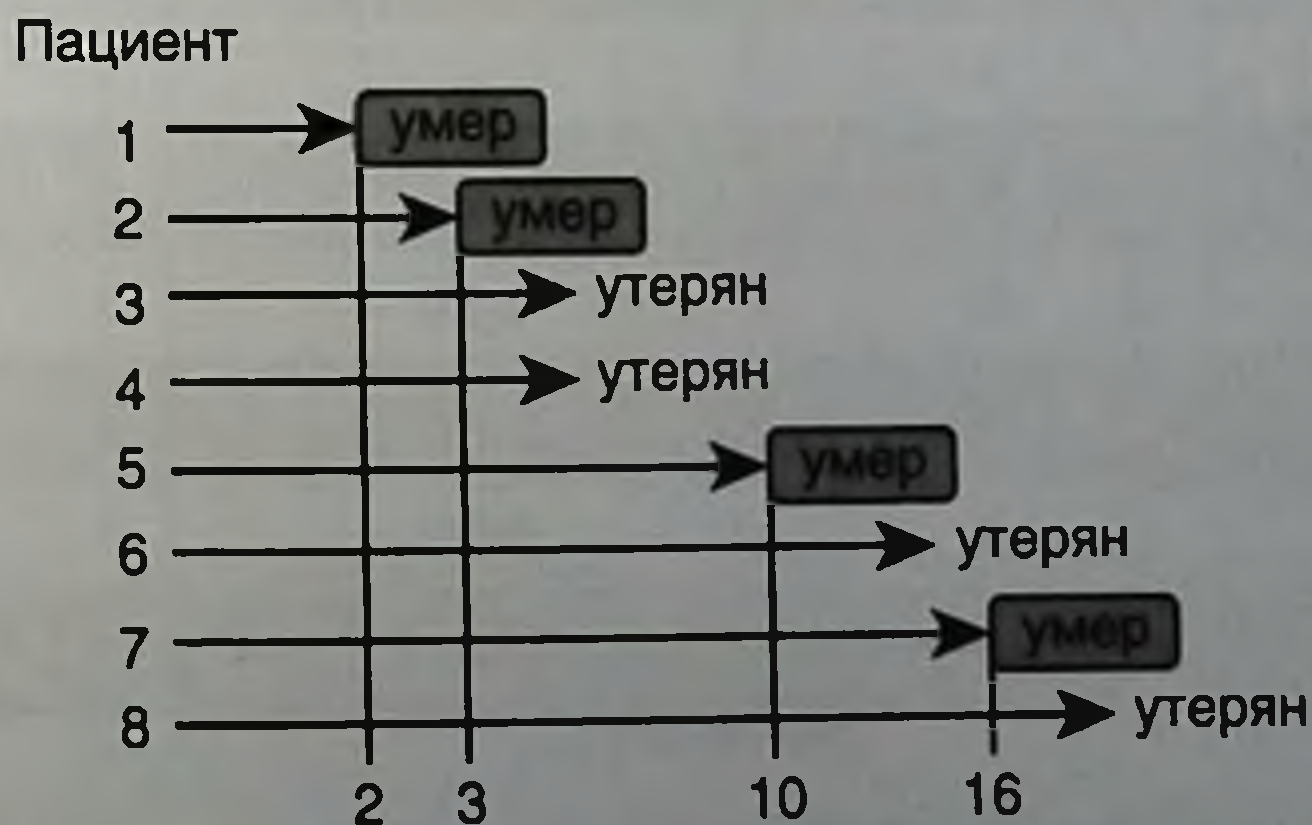 Пациент
1 умер
2 умер
3 утерян
4 утерян
5 умер
6 утерян
7 умер
8 утерян
2 3 10 16